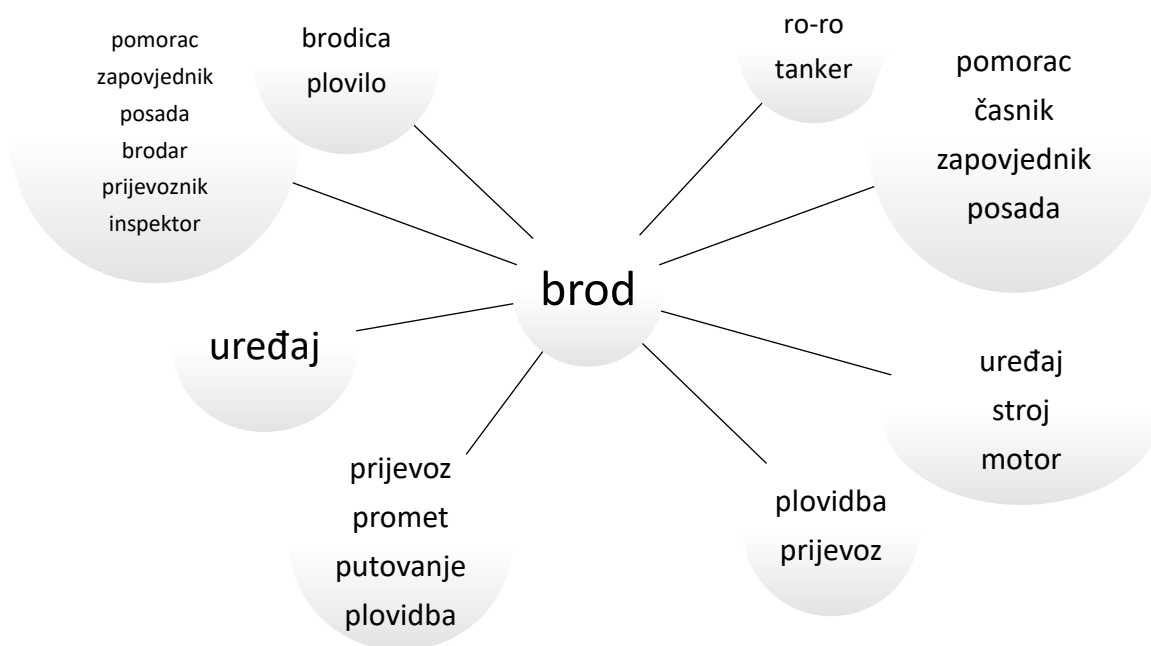 pomorac
zapovjednik
posada
brodar
prijevoznik
inspektor
brodica
plovilo
ro-ro
tanker
pomorac
časnik
zapovjednik
posada
brod
uređaj
uređaj
stroj
motor
prijevoz
promet
putovanje
plovidba
plovidba
prijevoz